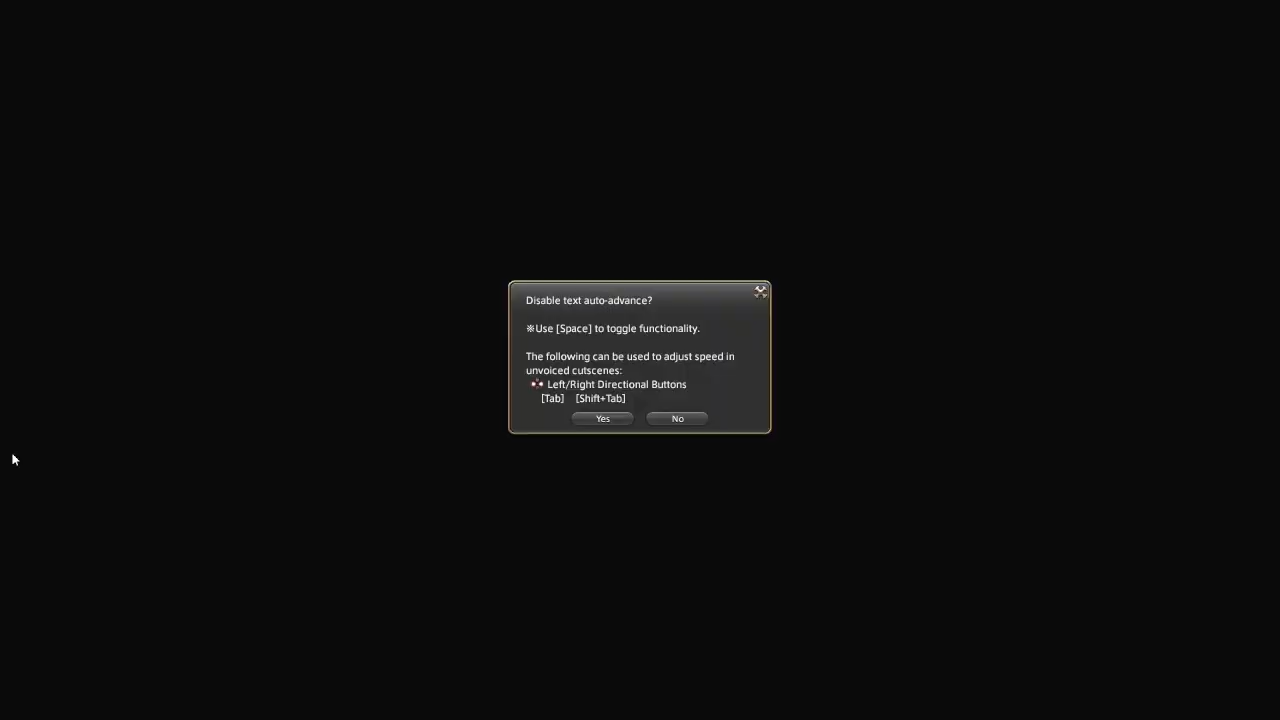 Disable text auto-advance?
※Use [Space] to toggle functionality.
The following can be used to adjust speed in
unvoiced cutscenes:
Left/Right Directional Buttons
[Tab] [Shift+Tab]
Yes No